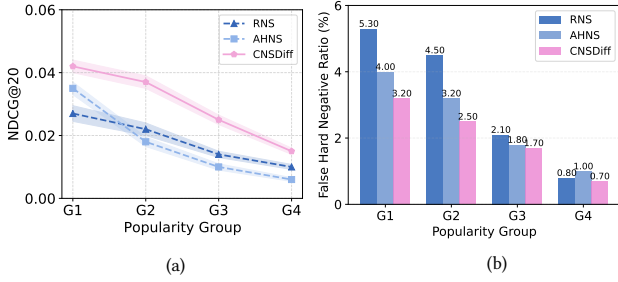 0.06
0.04
0.02
0.00
NDCG@20
RNS
AHNS
CNSDiff
G1 G2 G3 G4
Popularity Group
(a)
6
4
2
0
False Hard Negative Ratio (%)
RNS
AHNS
CNSDiff
5.30
4.00
3.20
4.50
3.20
2.50
2.10
1.80
1.70
0.80
1.00
0.70
G1 G2 G3 G4
Popularity Group
(b)